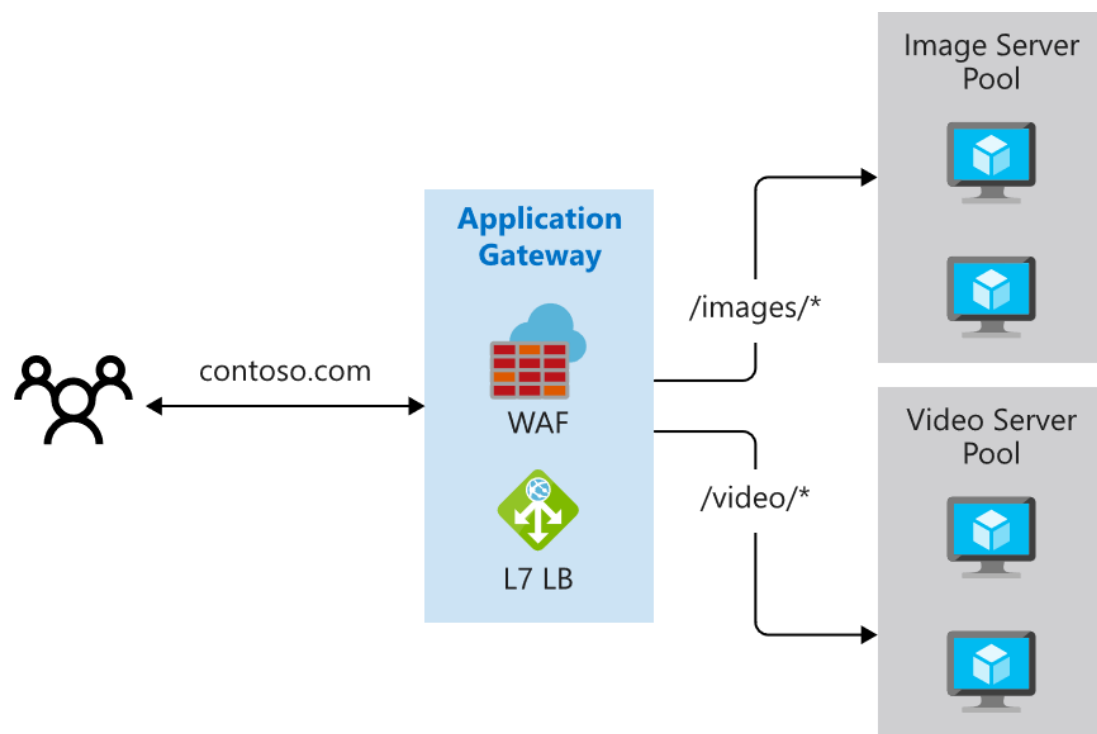 contoso.com
Application
Gateway
WAF
L7 LB
/images/*
/video/*
Image Server
Pool
Video Server
Pool